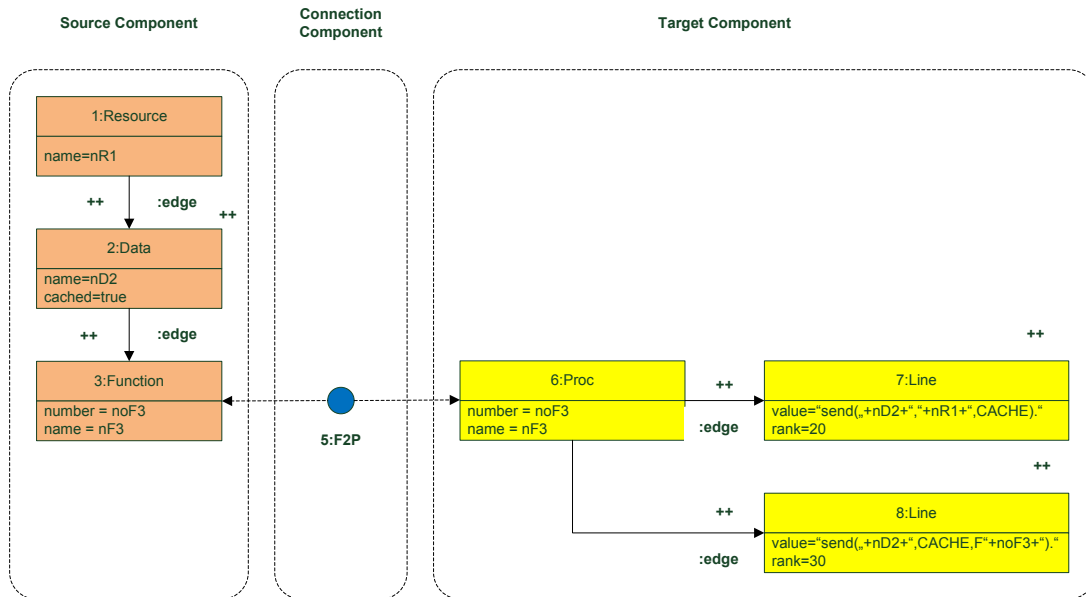 Source Component
Connection
Component
Target Component
1:Resource
name=nR1
++ :edge
++
2:Data
name=nD2
cached=true
++ :edge
3:Function
number = noF3
name = nF3
5:F2P
6:Proc
number = noF3
name = nF3
++
:edge
++
7:Line
value=“send(„+nD2+“,“+nR1+“,CACHE).“
rank=20
++
:edge
++
8:Line
value=“send(„+nD2+“,CACHE,F“+noF3+“).“
rank=30